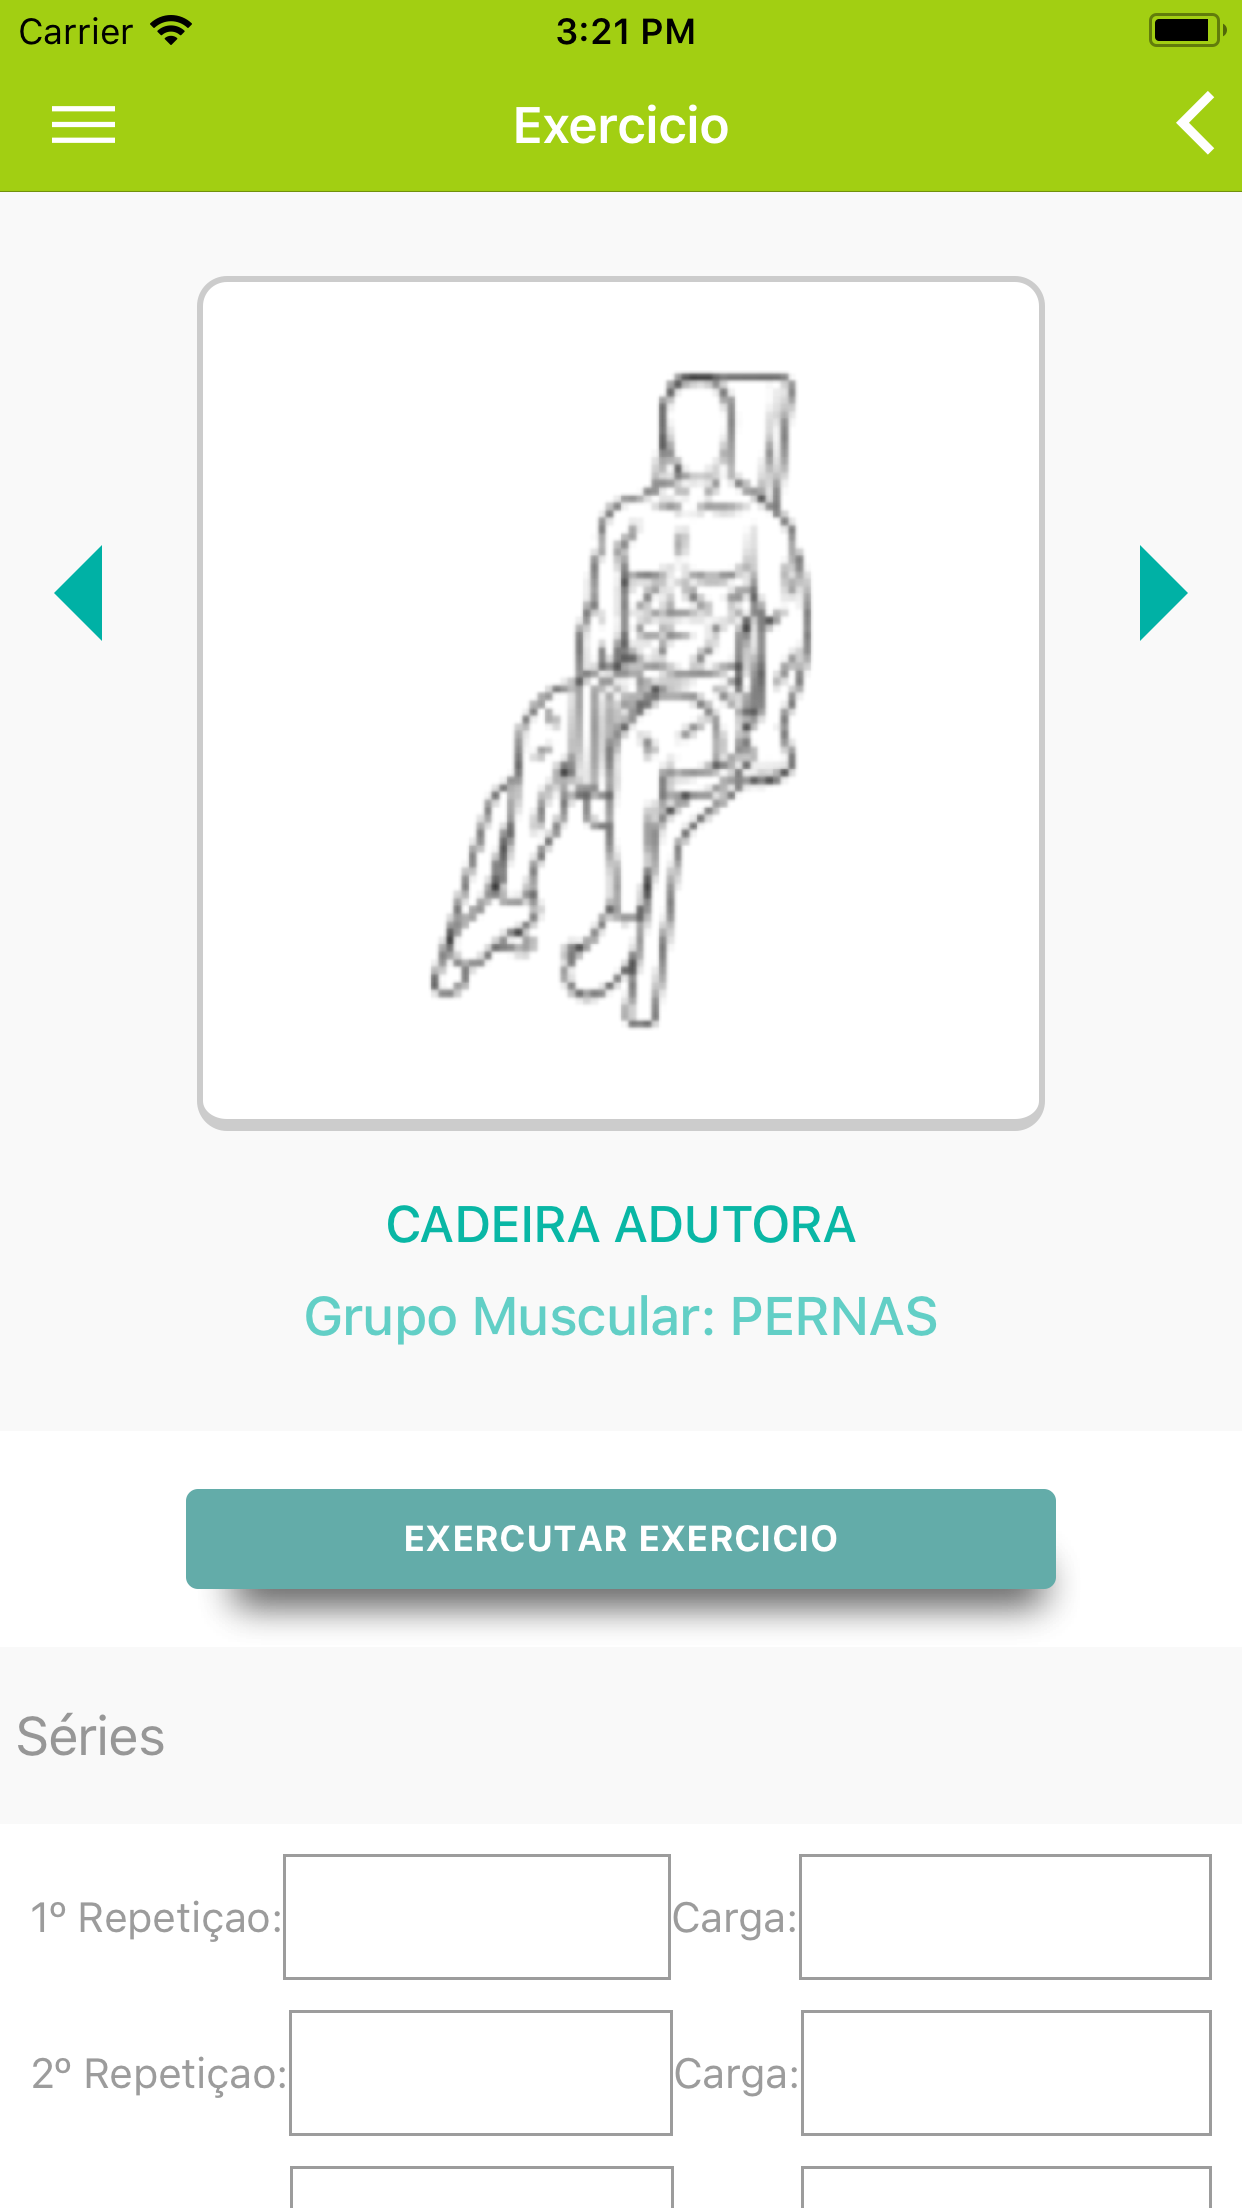 Carrier
3:21 PM
Exercicio
CADEIRA ADUTORA
Grupo Muscular: PERNAS
EXERCUTAR EXERCICIO
Séries
1º Repetiçao:
Carga:
2º Repetiçao:
Carga: